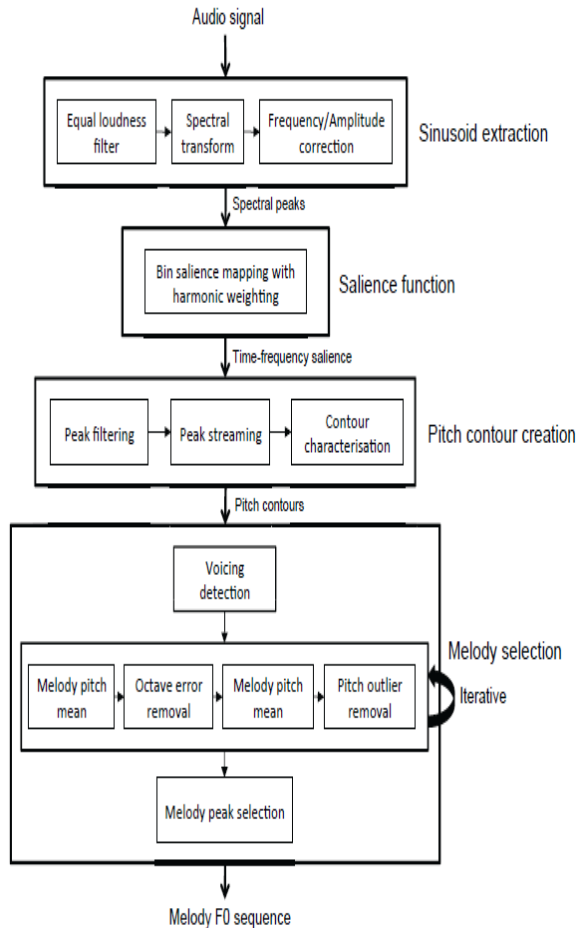 Audio signal
Equal loudness
filter
Spectral
transform
Frequency/Amplitude
correction
Sinusoid extraction
Spectral peaks
Bin salience mapping with
harmonic weighting
Salience function
Time-frequency salience
Peak filtering
Peak streaming
Contour
characterisation
Pitch contour creation
Pitch contours
Voicing
detection
Melody pitch
mean
Octave error
removal
Melody pitch
mean
Pitch outlier
removal
Melody selection
Iterative
Melody peak selection
Melody F0 sequence